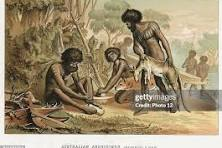 gettyimages
Credit: Photo 12
AUSTRALIAN ABORIGINES